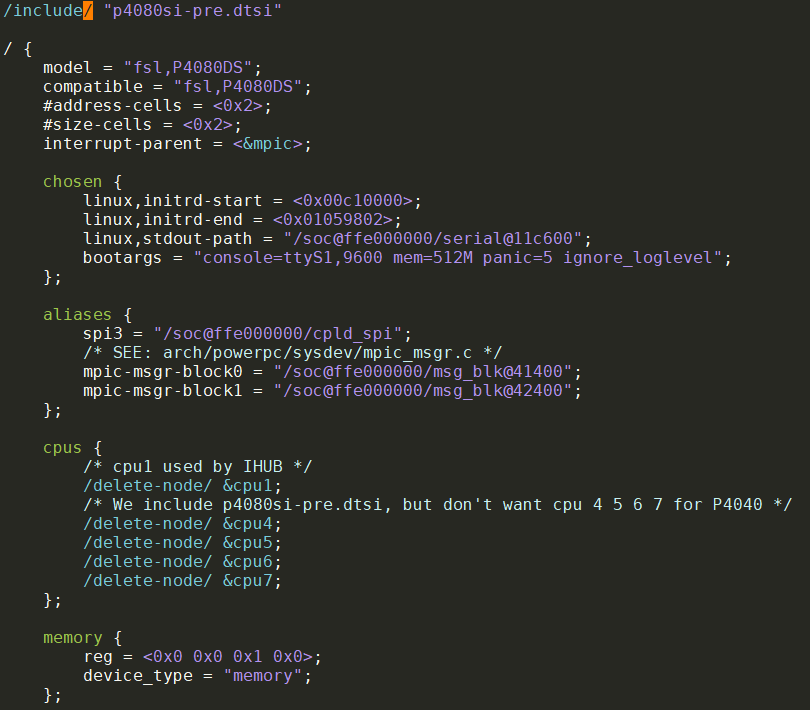 /include/ "p4080si-pre.dtsi"
/ {
model = "fsl,P4080DS";
compatible = "fsl,P4080DS";
#address-cells = <0x2>;
#size-cells = <0x2>;
interrupt-parent = <&mpic>;
chosen {
linux,initrd-start = <0x00c10000>;
linux,initrd-end = <0x01059802>;
linux,stdout-path = "/soc@ffe000000/serial@11c600";
bootargs = "console=ttyS1,9600 mem=512M panic=5 ignore_loglevel";
};
aliases {
spi3 = "/soc@ffe000000/cpld_spi";
/* SEE: arch/powerpc/sysdev/mpic_msgr.c */
mpic-msgr-block0 = "/soc@ffe000000/msg_blk@41400";
mpic-msgr-block1 = "/soc@ffe000000/msg_blk@42400";
};
cpus {
/* cpu1 used by IHUB */
/delete-node/ &cpu1;
/* We include p4080si-pre.dtsi, but don't want cpu 4 5 6 7 for P4040 */
/delete-node/ &cpu4;
/delete-node/ &cpu5;
/delete-node/ &cpu6;
/delete-node/ &cpu7;
};
memory {
reg = <0x0 0x0 0x1 0x0>;
device_type = "memory";
};